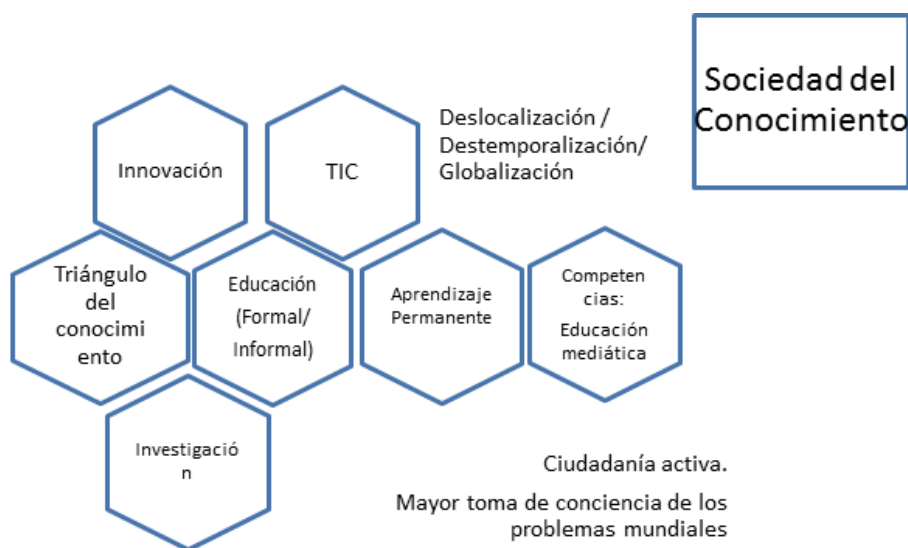 Sociedad del
Conocimiento
Deslocalización /
Destemporalización/
Globalización
Innovación
TIC
Triángulo
del
conocimi
ento
Educación
(Formal/
Informal)
Aprendizaje
Permanente
Competen
cias:
Educación
mediática
Investigació
n
Ciudadanía activa.
Mayor toma de conciencia de los
problemas mundiales